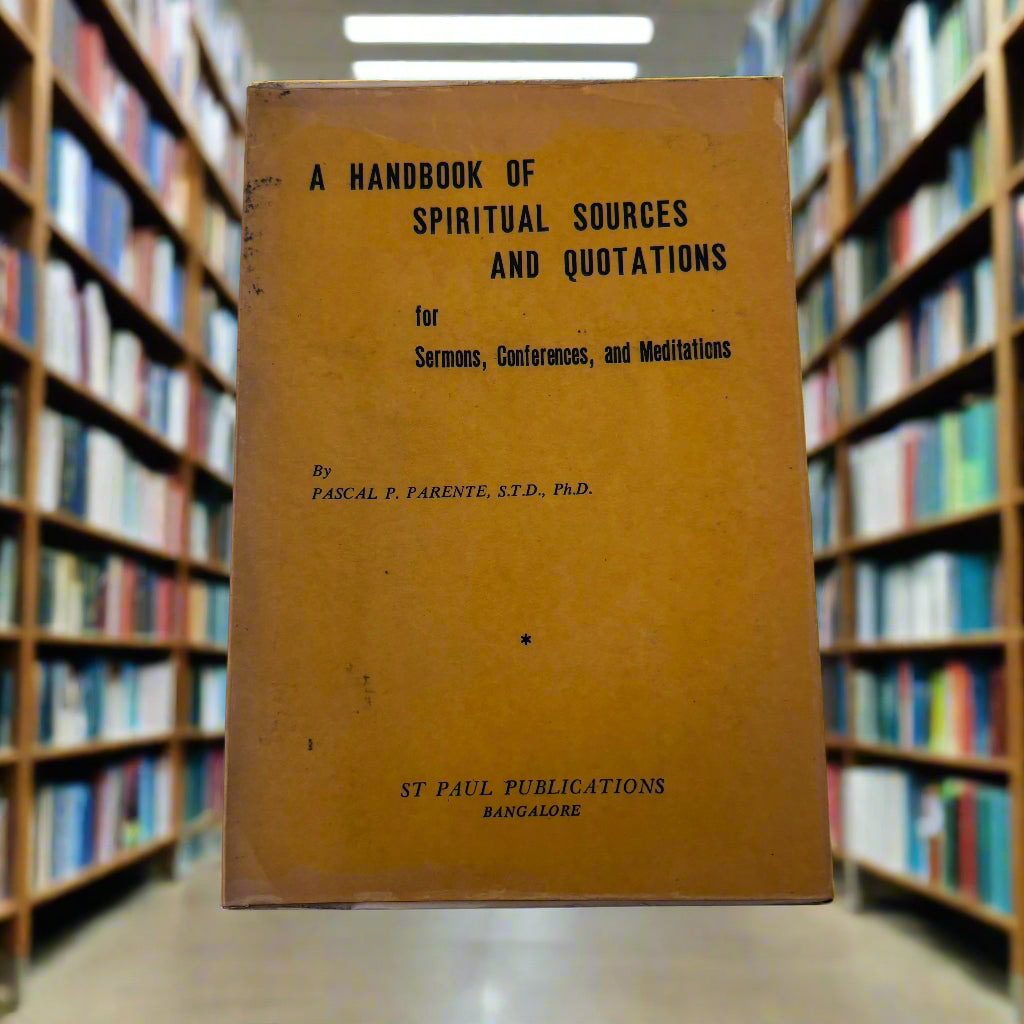 A HANDBOOK OF
SPIRITUAL SOURCES
AND QUOTATIONS
for
Sermons, Conferences, and Meditations
By
PASCAL P. PARENTE, S.T.D., Ph.D.
*
ST PAUL PUBLICATIONS
BANGALORE